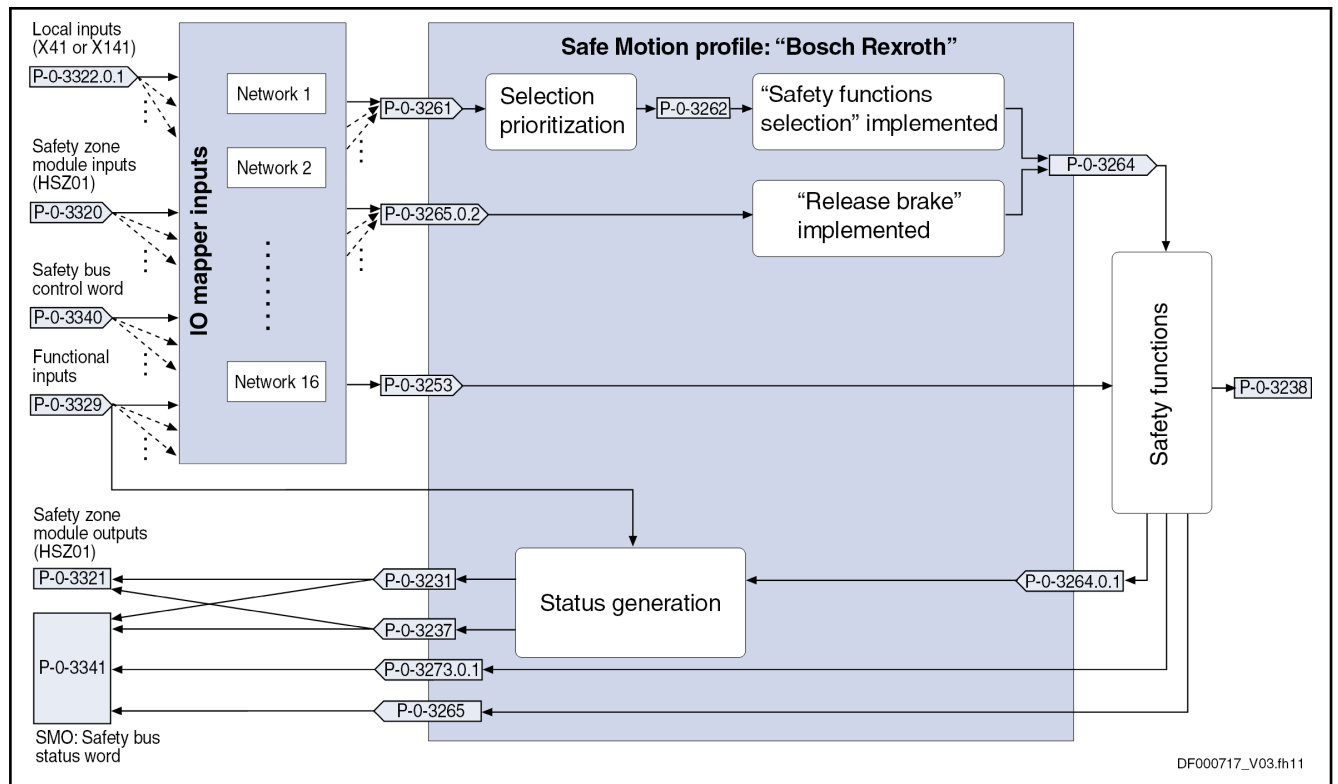 Local inputs
(X41 or X141)
P-0-3322.0.1
Safety zone
module inputs
(HSZ01)
P-0-3320
Safety bus
control word
P-0-3340
Functional
inputs
P-0-3329
IO mapper inputs
Network 1
Network 2
Network 16
Safe Motion profile: “Bosch Rexroth”
P-0-3261
Selection
prioritization
P-0-3262
“Safety functions
selection” implemented
P-0-3264
P-0-3265.0.2
“Release brake”
implemented
P-0-3253
Safety functions
P-0-3238
Safety zone
module outputs
(HSZ01)
P-0-3321
P-0-3231
Status generation
P-0-3264.0.1
P-0-3237
P-0-3341
P-0-3273.0.1
P-0-3265
SMO: Safety bus
status word
DF000717_V03.fh11